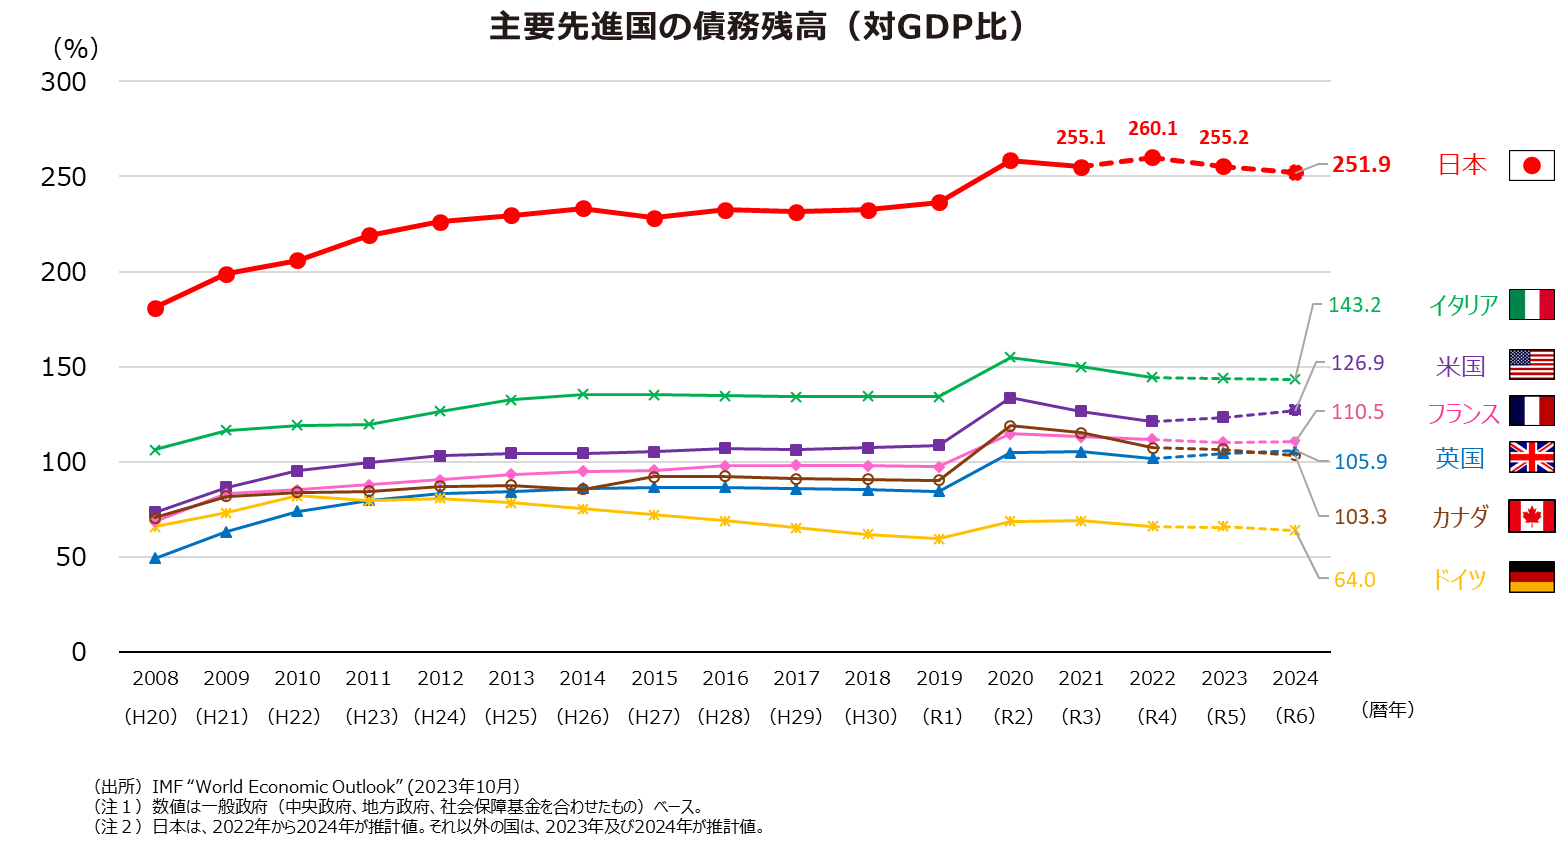 主要先進国の債務残高（対GDP比）
（%）
300
250
200
150
100
50
0
255.1
260.1
255.2
251.9 日本
143.2 イタリア
126.9 米国
110.5 フランス
105.9 英国
103.3 カナダ
64.0 ドイツ
2008 2009 2010 2011 2012 2013 2014 2015 2016 2017 2018 2019 2020 2021 2022 2023 2024
（H20）（H21）（H22）（H23）（H24）（H25）（H26）（H27）（H28）（H29）（H30）（R1）（R2）（R3）（R4）（R5）（R6）
（暦年）
（出所）IMF “World Economic Outlook” (2023年10月)
（注１）数値は一般政府（中央政府、地方政府、社会保障基金を合わせたもの）ベース。
（注２）日本は、2022年から2024年が推計値。それ以外の国は、2023年及び2024年が推計値。